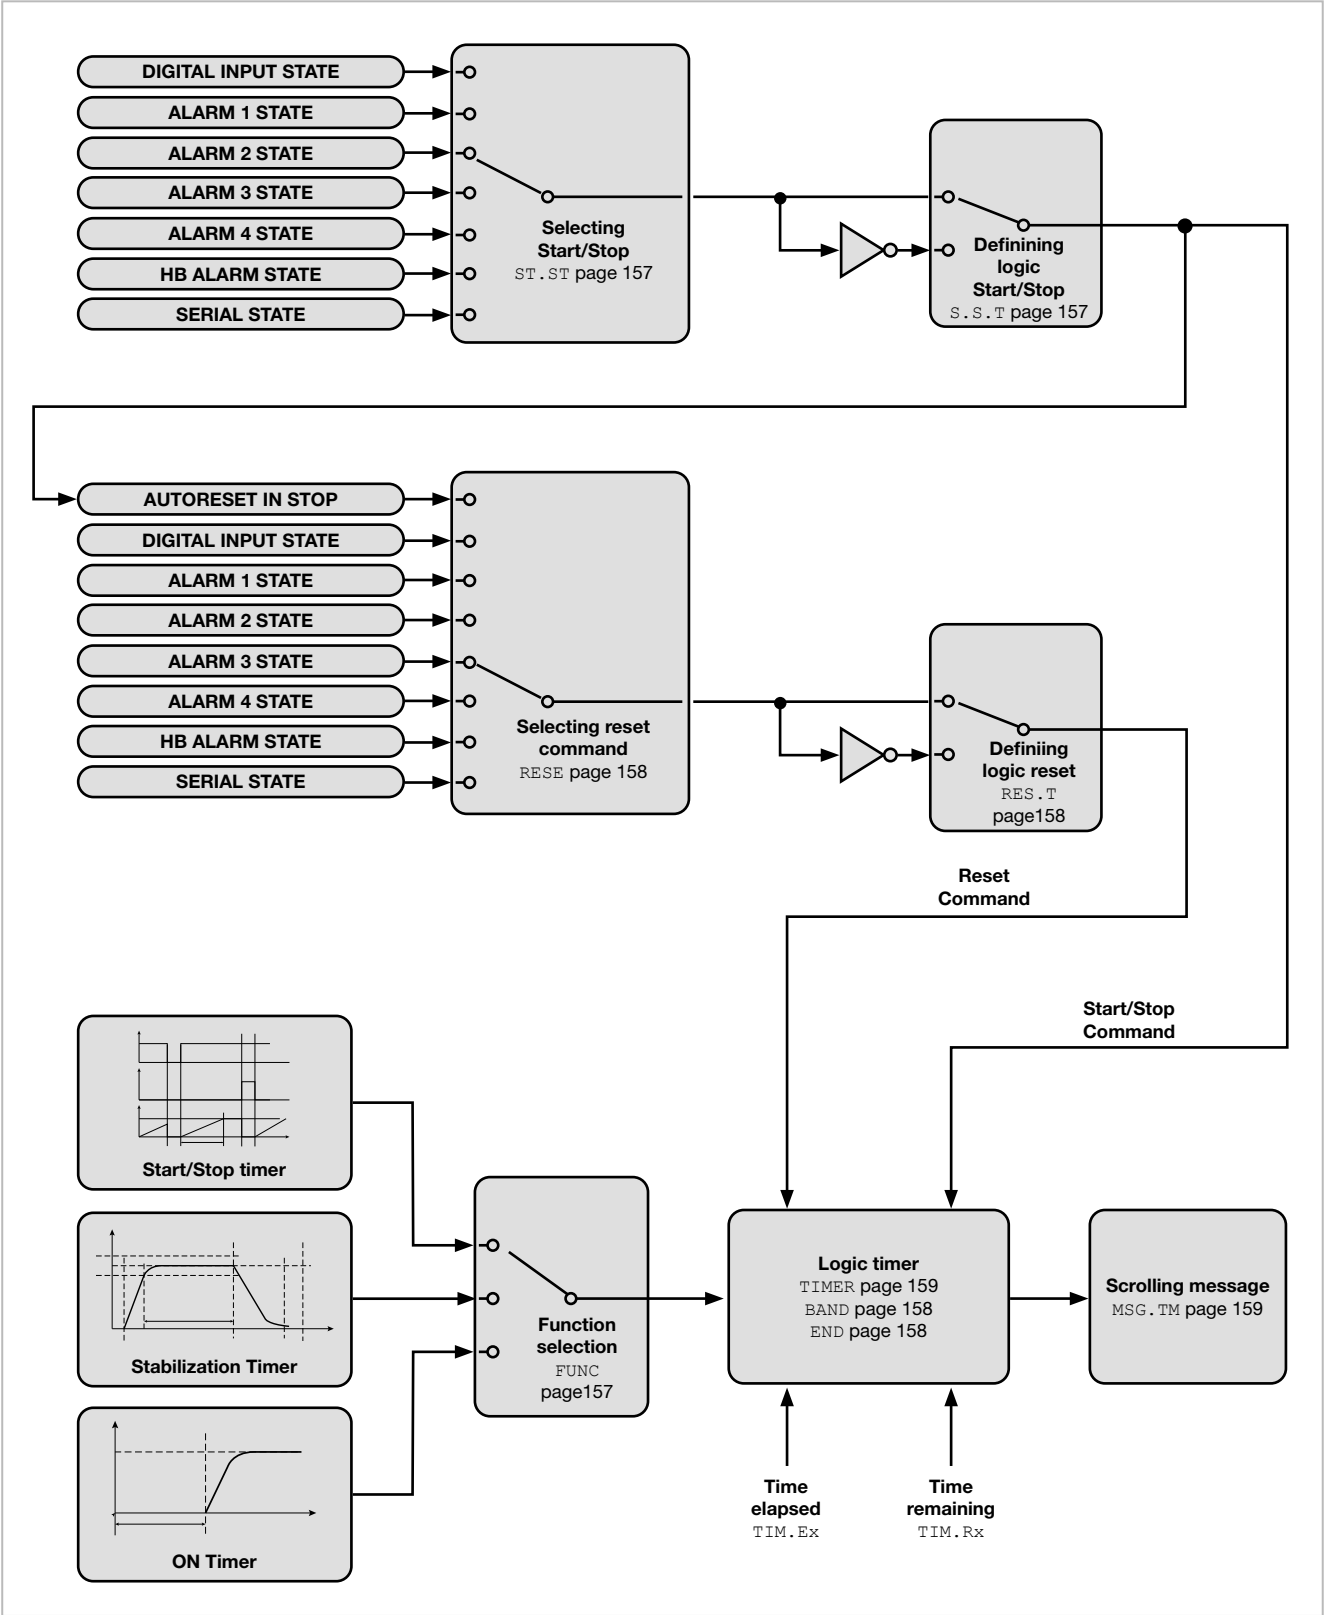 DIGITAL INPUT STATE
ALARM 1 STATE
ALARM 2 STATE
ALARM 3 STATE
ALARM 4 STATE
HB ALARM STATE
SERIAL STATE
Selecting
Start/Stop
ST.ST page 157
Definining
logic
Start/Stop
S.S.T page 157
AUTORESET IN STOP
DIGITAL INPUT STATE
ALARM 1 STATE
ALARM 2 STATE
ALARM 3 STATE
ALARM 4 STATE
HB ALARM STATE
SERIAL STATE
Selecting reset
command
RESE page 158
Definiing
logic reset
RES.T
page158
Reset
Command
Start/Stop
Command
Start/Stop timer
Stabilization Timer
ON Timer
Function
selection
FUNC
page157
Logic timer
TIMER page 159
BAND page 158
END page 158
Scrolling message
MSG.TM page 159
Time
elapsed
TIM.Ex
Time
remaining
TIM.Rx